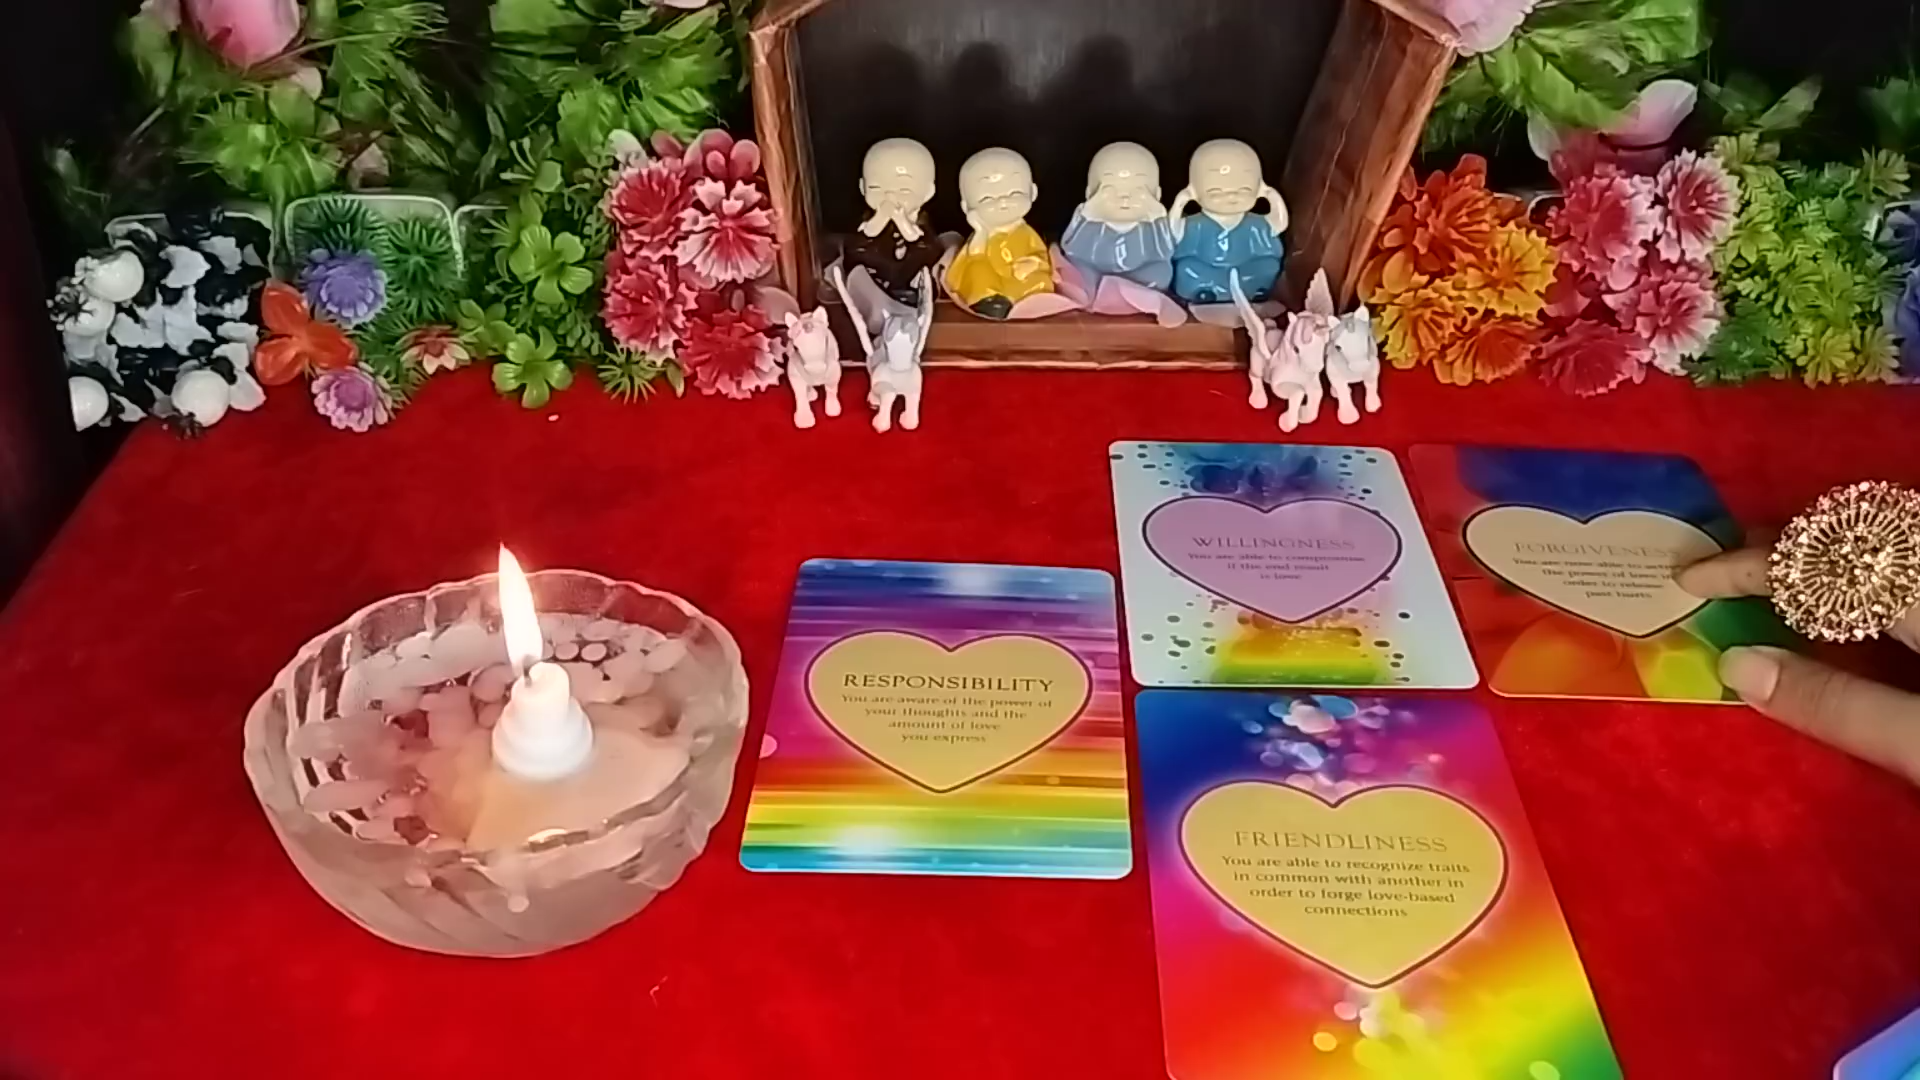 WILLINGNESS
You are able to compromise
if the end result
is love
FORGIVENESS
You are now able to
the power of love in
order to release
past hurts
RESPONSIBILITY
You are aware of the power of
your thoughts and the
amount of love
you express
FRIENDLINESS
You are able to recognize traits
in common with another in
order to forge love-based
connections